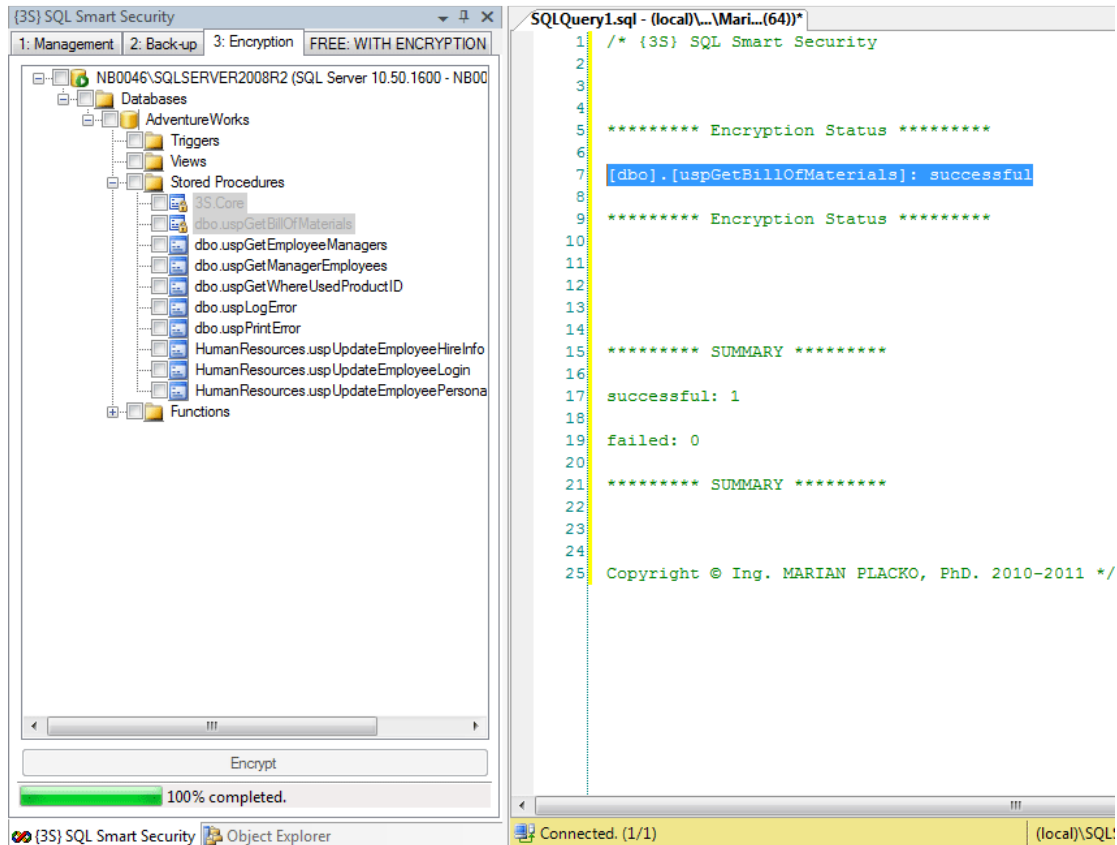 {3S} SQL Smart Security
1: Management
2: Back-up
3: Encryption
FREE: WITH ENCRYPTION
NB0046\SQLSERVER2008R2 (SQL Server 10.50.1600 - NB00
Databases
AdventureWorks
Triggers
Views
Stored Procedures
3S.Core
dbo.uspGetBillOfMaterials
dbo.uspGetEmployeeManagers
dbo.uspGetManagerEmployees
dbo.uspGetWhereUsedProductID
dbo.uspLogError
dbo.uspPrintError
HumanResources.uspUpdateEmployeeHireInfo
HumanResources.uspUpdateEmployeeLogin
HumanResources.uspUpdateEmployeePersona
Functions
Encrypt
100% completed.
{3S} SQL Smart Security
Object Explorer
SQLQuery1.sql - (local)\...\Mari...(64))*
1 /* {3S} SQL Smart Security
2
3
4
5 ********* Encryption Status *********
6
7 [dbo].[uspGetBillOfMaterials]: successful
8
9 ********* Encryption Status *********
10
11
12
13
14
15 ********* SUMMARY *********
16
17 successful: 1
18
19 failed: 0
20
21 ********* SUMMARY *********
22
23
24
25 Copyright © Ing. MARIAN PLACKO, PhD. 2010-2011 */
Connected. (1/1)
(local)\SQLS